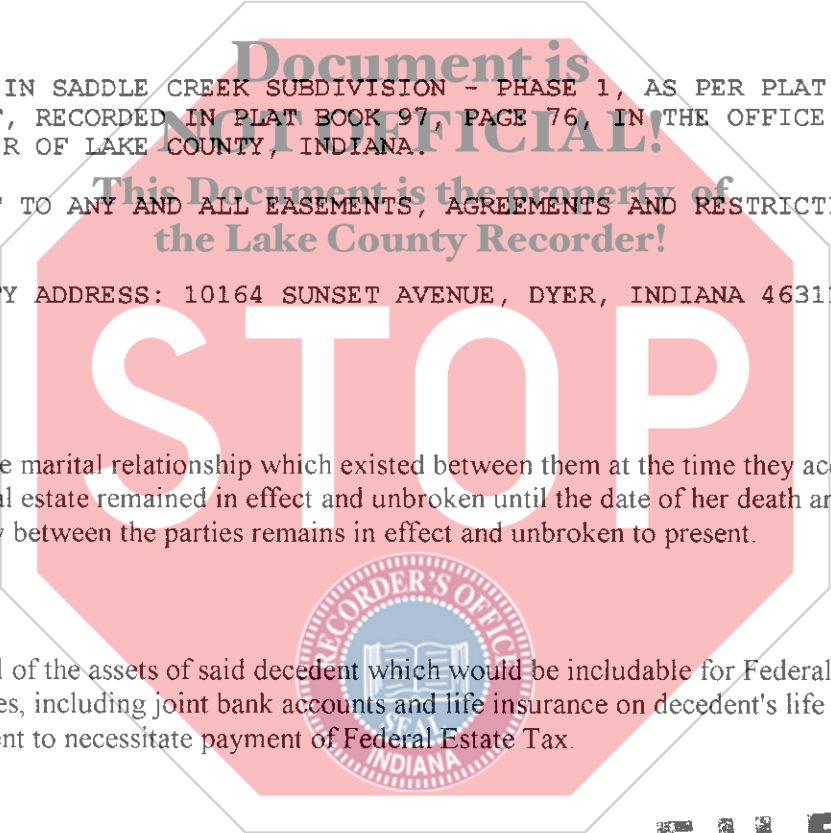 Document is
IN SADDLE CREEK SUBDIVISION - PHASE 1, AS PER PLAT
, RECORDED IN PLAT BOOK 97, PAGE 76, IN THE OFFICE
NOT OFFICIAL!
R OF LAKE COUNTY, INDIANA.
This Document is the property of
TO ANY AND ALL EASEMENTS, AGREEMENTS AND RESTRICTI
the Lake County Recorder!
Y ADDRESS: 10164 SUNSET AVENUE, DYER, INDIANA 4631
STOP
e marital relationship which existed between them at the time they ac
al estate remained in effect and unbroken until the date of her death a
y between the parties remains in effect and unbroken to present.
RECORDER'S OFFICE
l of the assets of said decedent which would be includable for Federal
es, including joint bank accounts and life insurance on decedent's life
SEAL
ent to necessitate payment of Federal Estate Tax.
INDIANA